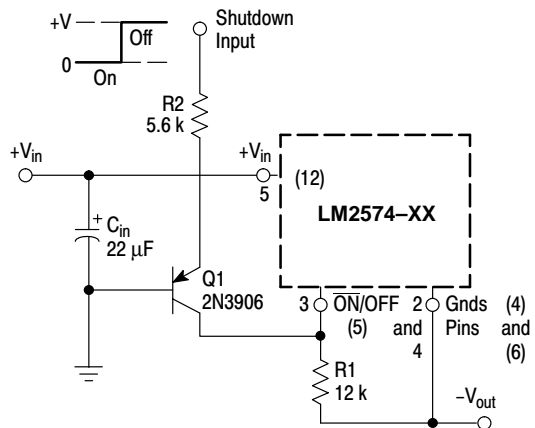 +V
Off
0
On
Shutdown
Input
R2
5.6 k
+Vin
+Vin
5
(12)
LM2574–XX
+
Cin
22 µF
Q1
2N3906
3
ON/OFF
(5)
2
and
4
Gnds
Pins
(4)
and
(6)
R1
12 k
–Vout